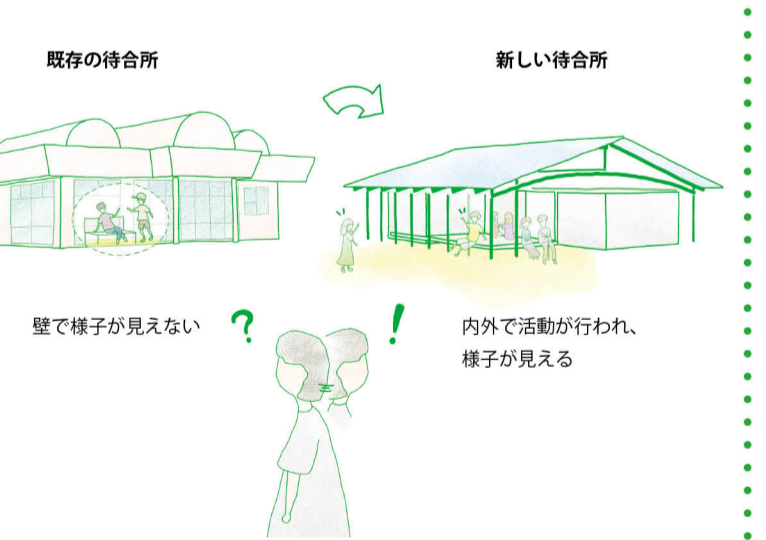 既存の待合所
新しい待合所
壁で様子が見えない
?
!
内外で活動が行われ、
様子が見える